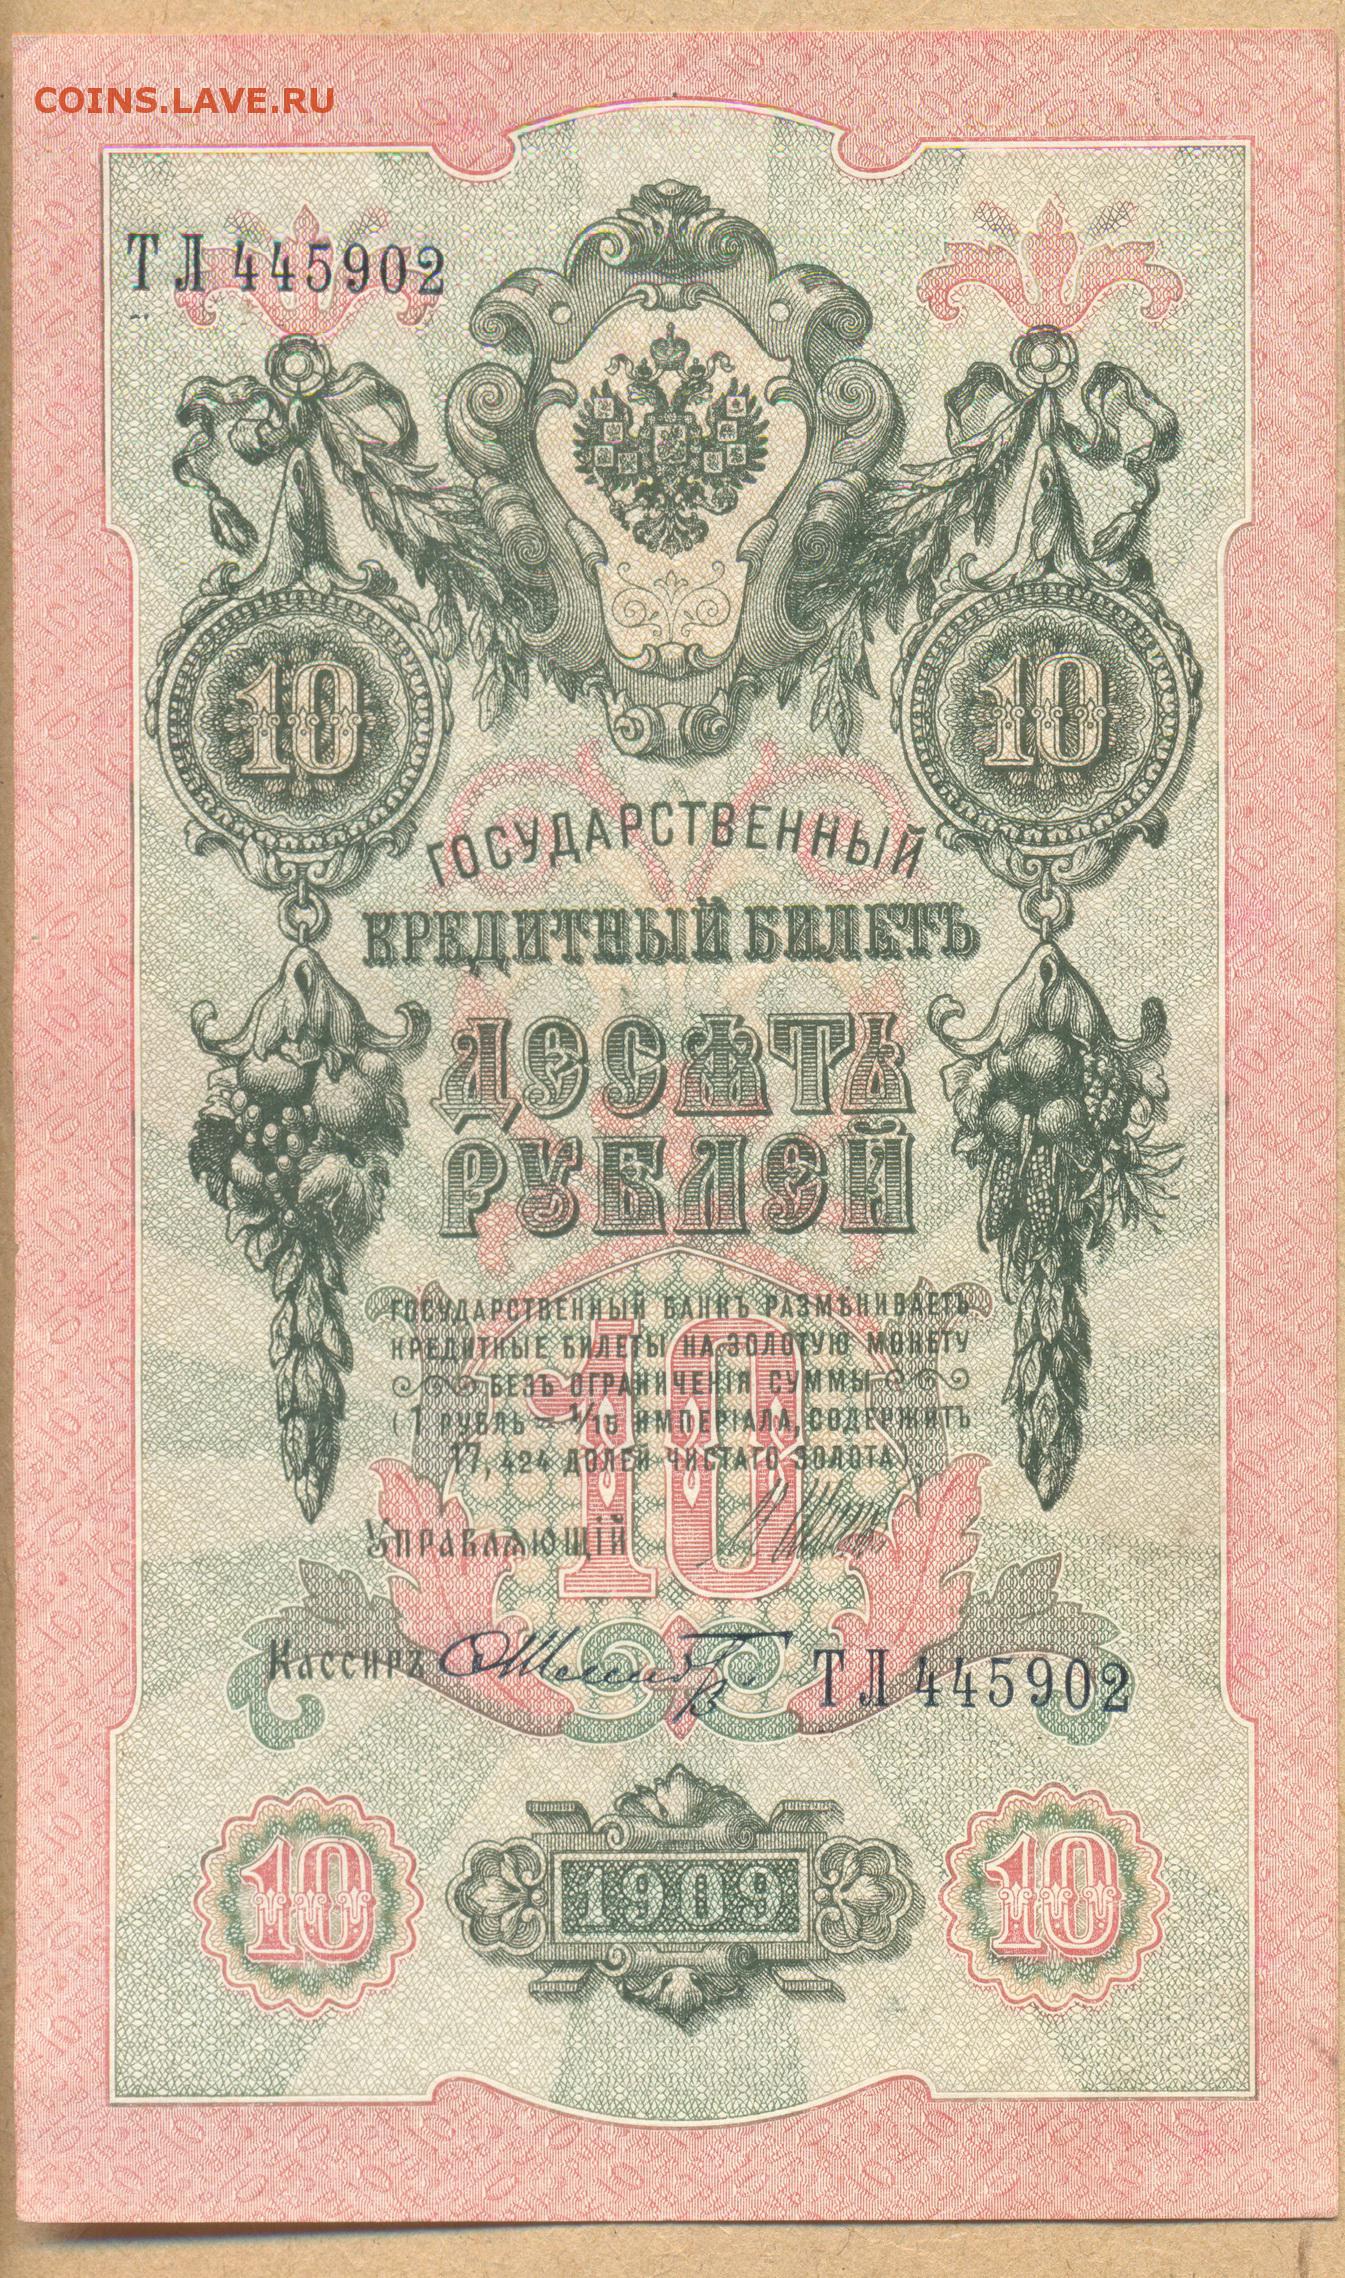 COINS.LAVE.RU
ТЛ 445902
10 10
ГОСУДАРСТВЕННЫЙ
КРЕДИТНЫЙ БИЛЕТЪ
ДЕСѦТЬ
РУБЛЕЙ
ГОСУДАРСТВЕННЫЙ БАНКЪ РАЗМѢНИВАЕТЪ
КРЕДИТНЫЕ БИЛЕТЫ НА ЗОЛОТУЮ МОНЕТУ
БЕЗЪ ОГРАНИЧЕНІЯ СУММЫ
(1 РУБЛЬ = 1/15 ИМПЕРІАЛА, СОДЕРЖИТЪ
17,424 ДОЛЕЙ ЧИСТАГО ЗОЛОТА).
10
УПРАВЛѦЮЩІЙ
КАССИРЪ
ТЛ 445902
10 1909 10